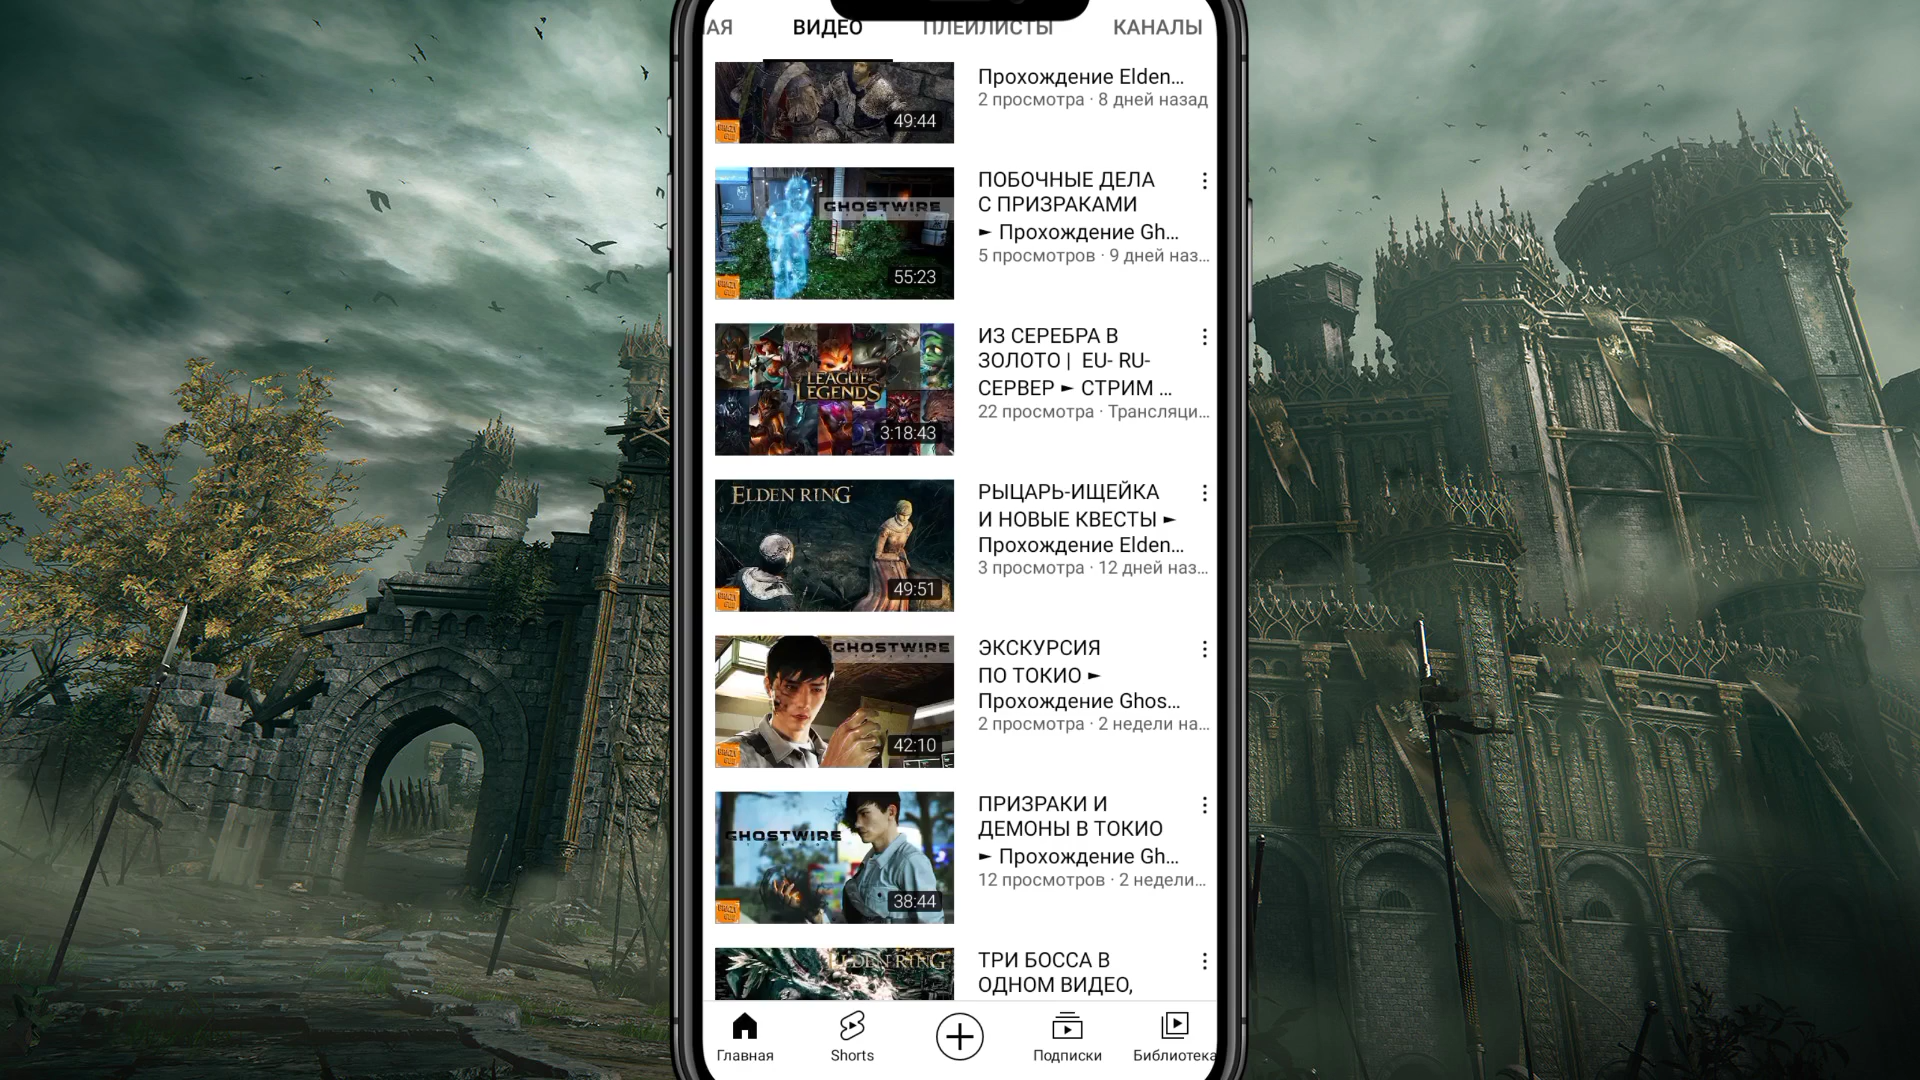 АЯ
ВИДЕО
ПЛЕЙЛИСТЫ
КАНАЛЫ
49:44
Прохождение Elden...
2 просмотра · 8 дней назад
GHOSTWIRE
55:23
ПОБОЧНЫЕ ДЕЛА
С ПРИЗРАКАМИ
► Прохождение Gh...
5 просмотров · 9 дней наз...
LEAGUE OF
LEGENDS
3:18:43
ИЗ СЕРЕБРА В
ЗОЛОТО | EU- RU-
СЕРВЕР ► СТРИМ ...
22 просмотра · Трансляци...
ELDEN RING
49:51
РЫЦАРЬ-ИЩЕЙКА
И НОВЫЕ КВЕСТЫ ►
Прохождение Elden...
3 просмотра · 12 дней наз...
GHOSTWIRE
42:10
ЭКСКУРСИЯ
ПО ТОКИО ►
Прохождение Ghos...
2 просмотра · 2 недели на...
GHOSTWIRE
38:44
ПРИЗРАКИ И
ДЕМОНЫ В ТОКИО
► Прохождение Gh...
12 просмотров · 2 недели...
ELDEN RING
ТРИ БОССА В
ОДНОМ ВИДЕО,
Главная
Shorts
Подписки
Библиотека